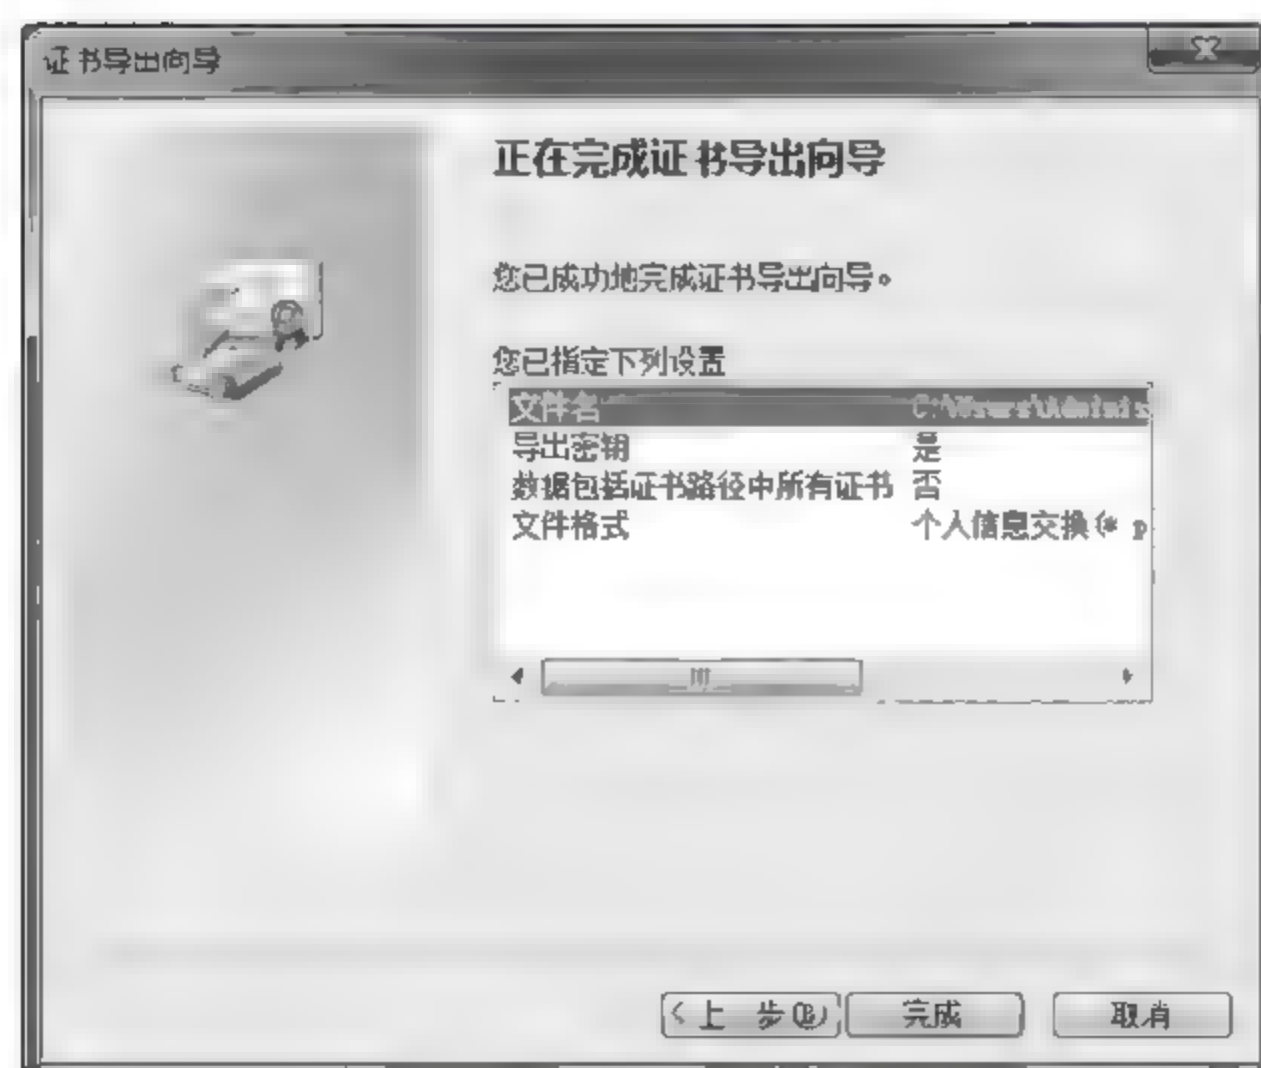 证书导出向导
正在完成证书导出向导
您已成功地完成证书导出向导。
您已指定下列设置
文件名 C:\Users\Adminis
导出密钥 是
数据包括证书路径中所有证书 否
文件格式 个人信息交换(* p
<上 步(B) 完成 取消